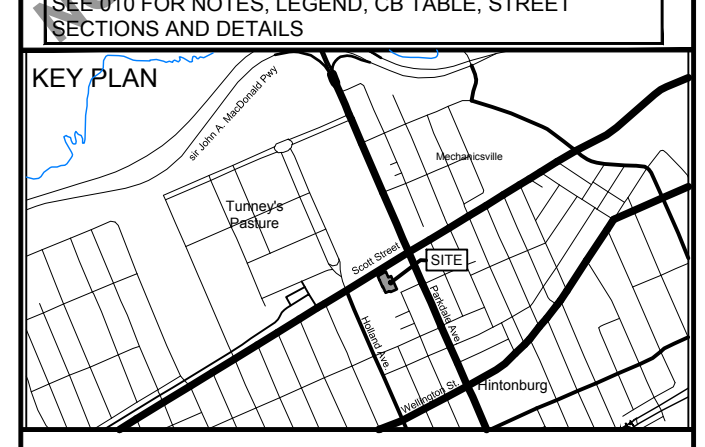 SEE 010 FOR NOTES, LEGEND, CB TABLE, STREET
SECTIONS AND DETAILS
KEY PLAN
sir John A. MacDonald Pwy
Mechanicsville
Tunney's
Pasture
Scott Street
SITE
Parkdale Ave.
Holland Ave.
Wellington St.
Hintonburg